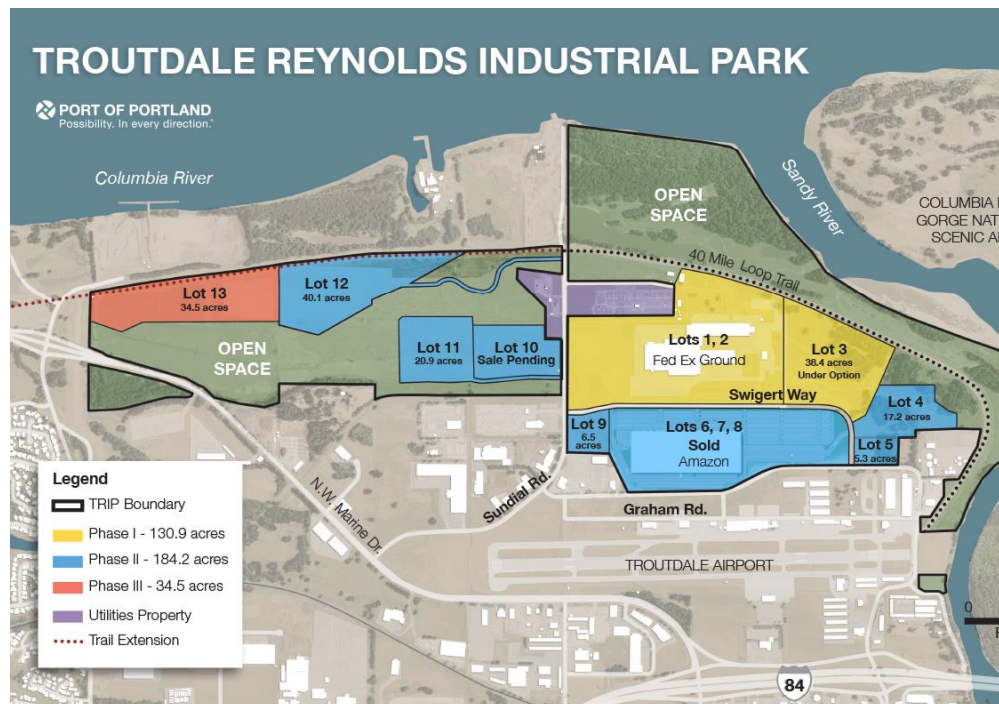 TROUTDALE REYNOLDS INDUSTRIAL PARK
PORT OF PORTLAND
Possibility. In every direction.
Columbia River
Sandy River
OPEN
SPACE
COLUMBIA
GORGE
SCENIC
40 Mile Loop Trail
Lot 13
34.5 acres
Lot 12
40.1 acres
OPEN
SPACE
Lot 11
20.9 acres
Lot 10
Sale Pending
Lots 1, 2
Fed Ex Ground
Lot 3
38.4 acres
Under Option
Swigert Way
Lot 4
17.2 acres
Lot 9
6.5
acres
Lots 6, 7, 8
Sold
Amazon
Lot 5
5.3 acres
Sundial Rd.
Graham Rd.
N.W. Marine Dr.
TROUTDALE AIRPORT
Legend
TRIP Boundary
Phase I - 130.9 acres
Phase II - 184.2 acres
Phase III - 34.5 acres
Utilities Property
Trail Extension
84
0